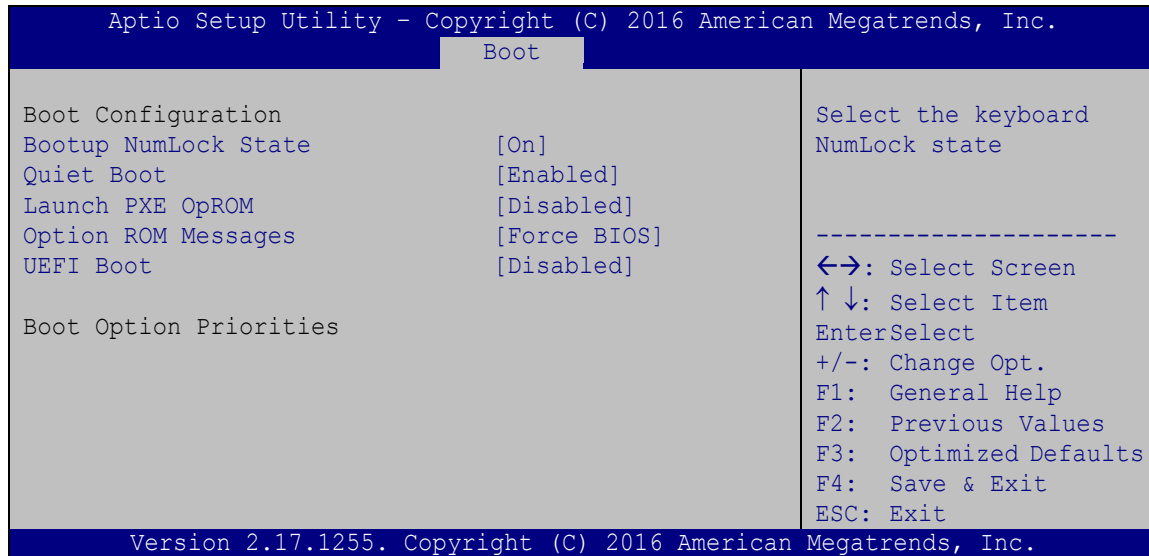 Aptio Setup Utility – Copyright (C) 2016 American Megatrends, Inc.
Boot
Boot Configuration
Bootup NumLock State [On]
Quiet Boot [Enabled]
Launch PXE OpROM [Disabled]
Option ROM Messages [Force BIOS]
UEFI Boot [Disabled]
Boot Option Priorities
Select the keyboard
NumLock state
---------------------
←→: Select Screen
↑ ↓: Select Item
EnterSelect
+/-: Change Opt.
F1: General Help
F2: Previous Values
F3: Optimized Defaults
F4: Save & Exit
ESC: Exit
Version 2.17.1255. Copyright (C) 2016 American Megatrends, Inc.